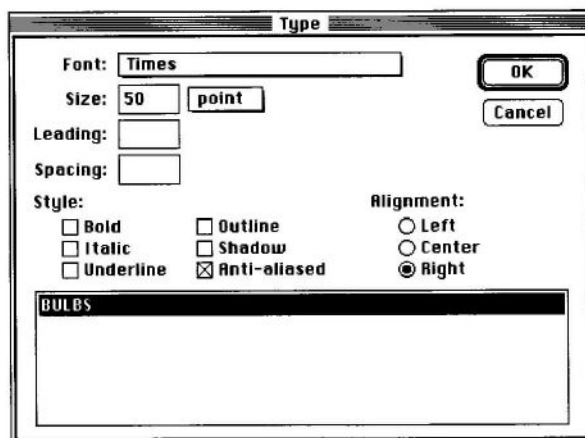 Type
Font: Times
Size: 50 point
Leading:
Spacing:
OK
Cancel
Style:
Bold
Italic
Underline
Outline
Shadow
Anti-aliased
Alignment:
Left
Center
Right
BULBS